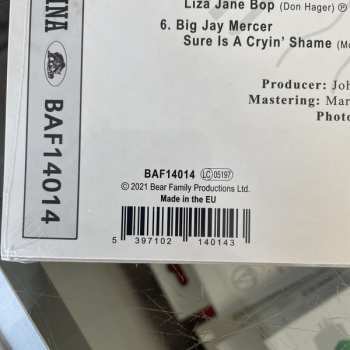 INA
BAF14014
Liza Jane Bop (Don Hager) ℗
6. Big Jay Mercer
Sure Is A Cryin' Shame
Producer:
Mastering:
BAF14014 LC 05197
© 2021 Bear Family Productions Ltd.
Made in the EU
5 397102 140143